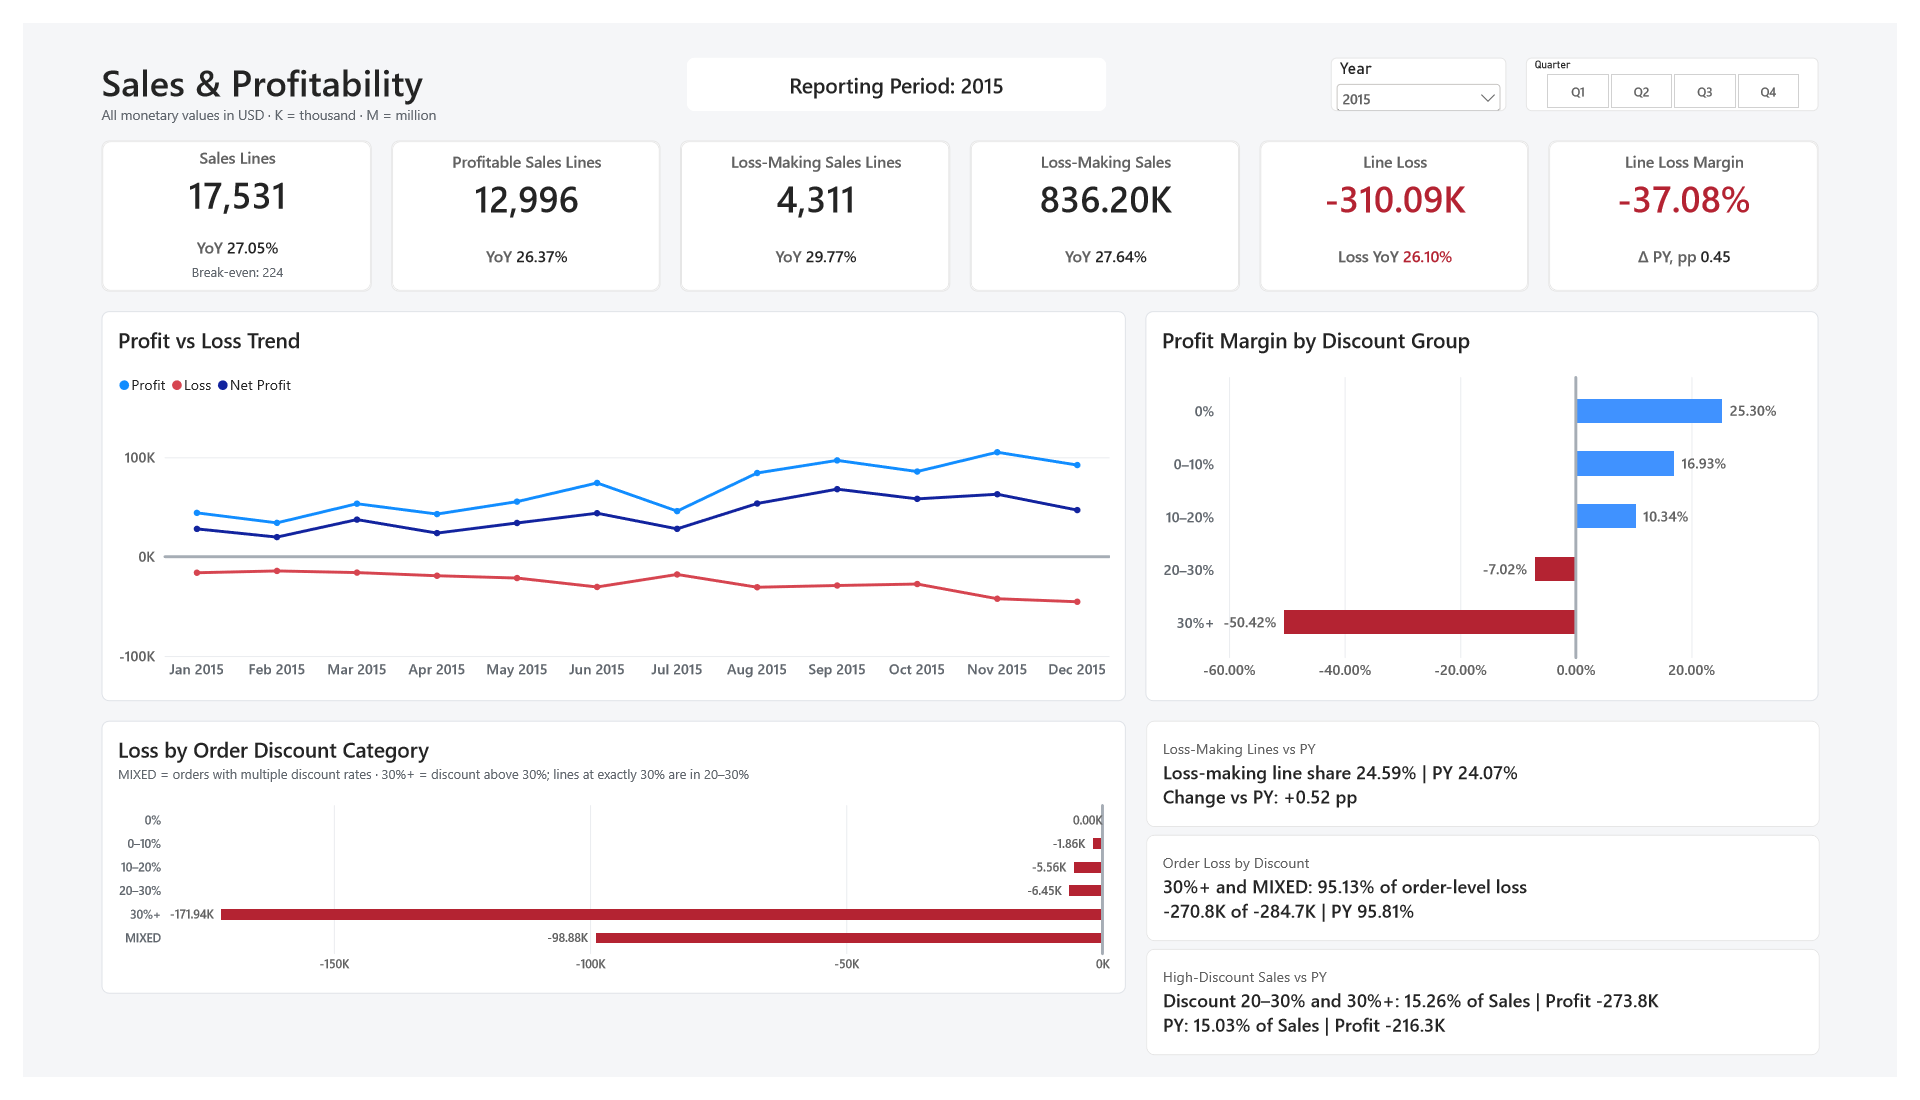 Sales & Profitability
All monetary values in USD · K = thousand · M = million
Reporting Period: 2015
Year
2015
Quarter
Q1 Q2 Q3 Q4
Sales Lines
17,531
YoY 27.05%
Break-even: 224
Profitable Sales Lines
12,996
YoY 26.37%
Loss-Making Sales Lines
4,311
YoY 29.77%
Loss-Making Sales
836.20K
YoY 27.64%
Line Loss
-310.09K
Loss YoY 26.10%
Line Loss Margin
-37.08%
Δ PY, pp 0.45
Profit vs Loss Trend
Profit Loss Net Profit
100K
0K
-100K
Jan 2015 Feb 2015 Mar 2015 Apr 2015 May 2015 Jun 2015 Jul 2015 Aug 2015 Sep 2015 Oct 2015 Nov 2015 Dec 2015
Profit Margin by Discount Group
0% 25.30%
0–10% 16.93%
10–20% 10.34%
20–30% -7.02%
30%+ -50.42%
-60.00% -40.00% -20.00% 0.00% 20.00%
Loss by Order Discount Category
MIXED = orders with multiple discount rates · 30%+ = discount above 30%; lines at exactly 30% are in 20–30%
0% 0.00K
0–10% -1.86K
10–20% -5.56K
20–30% -6.45K
30%+ -171.94K
MIXED -98.88K
-150K -100K -50K 0K
Loss-Making Lines vs PY
Loss-making line share 24.59% | PY 24.07%
Change vs PY: +0.52 pp
Order Loss by Discount
30%+ and MIXED: 95.13% of order-level loss
-270.8K of -284.7K | PY 95.81%
High-Discount Sales vs PY
Discount 20–30% and 30%+: 15.26% of Sales | Profit -273.8K
PY: 15.03% of Sales | Profit -216.3K